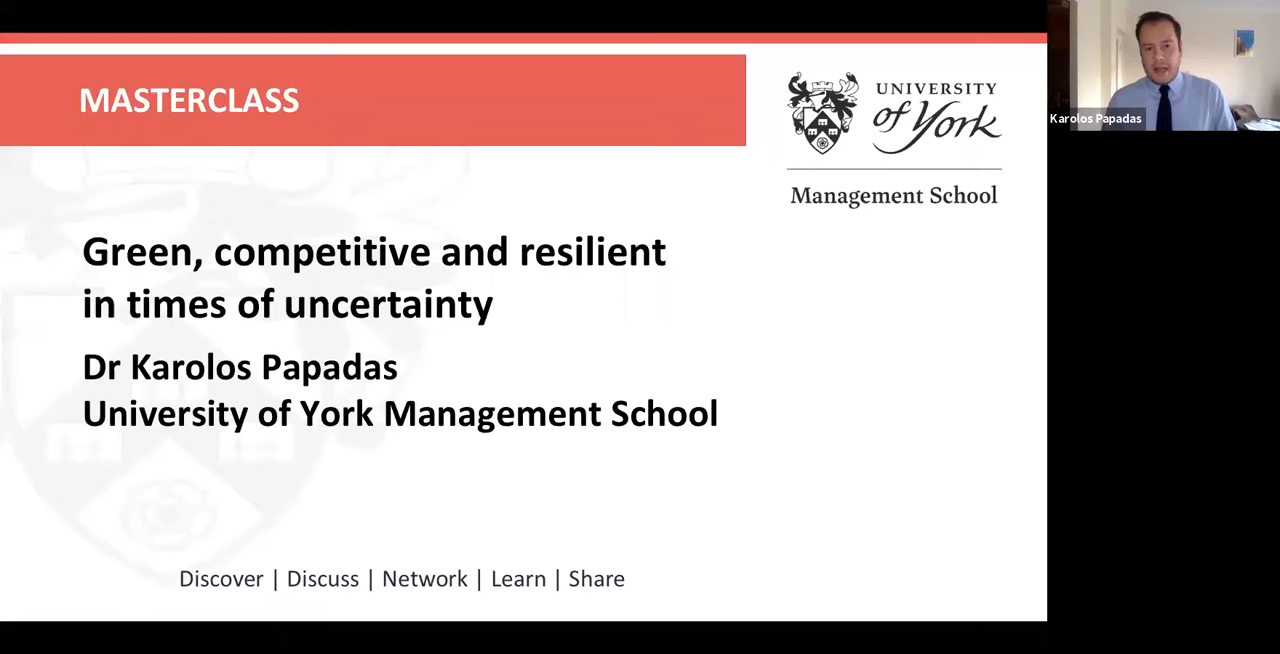 MASTERCLASS
UNIVERSITY
of York
Management School
Karolos Papadas
Green, competitive and resilient
in times of uncertainty
Dr Karolos Papadas
University of York Management School
Discover | Discuss | Network | Learn | Share